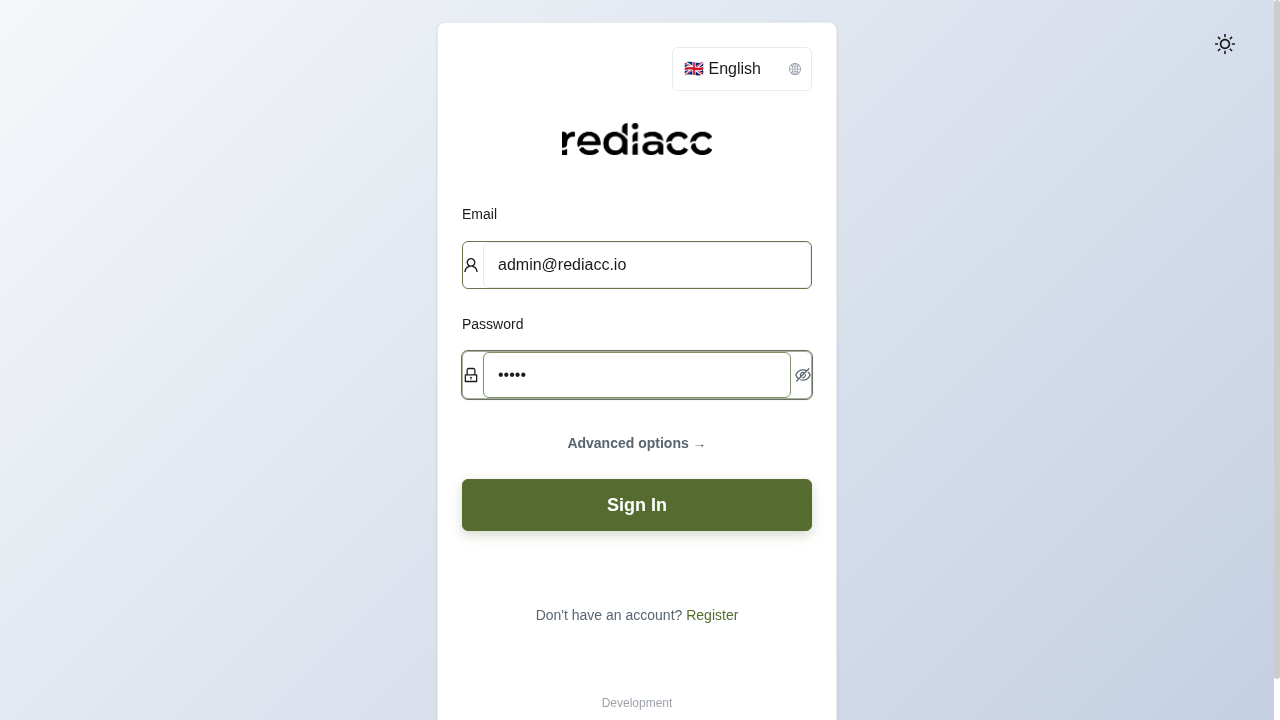 🇬🇧 English
rediacc
Email
admin@rediacc.io
Password
•••••
Advanced options →
Sign In
Don't have an account? Register
Development